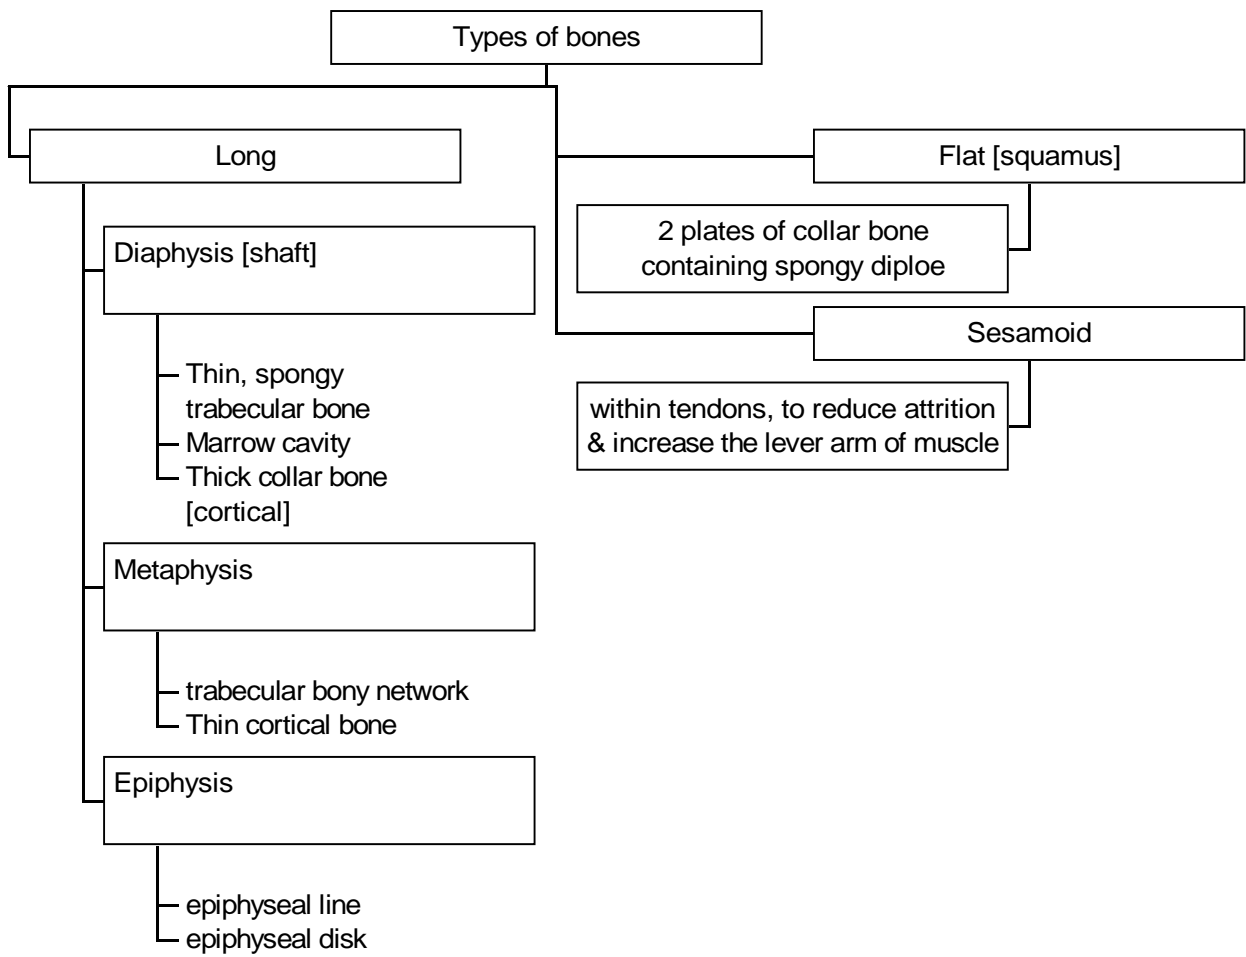 Types of bones
Long
Diaphysis [shaft]
Thin, spongy
trabecular bone
Marrow cavity
Thick collar bone
[cortical]
Metaphysis
trabecular bony network
Thin cortical bone
Epiphysis
epiphyseal line
epiphyseal disk
Flat [squamus]
2 plates of collar bone
containing spongy diploe
Sesamoid
within tendons, to reduce attrition
& increase the lever arm of muscle